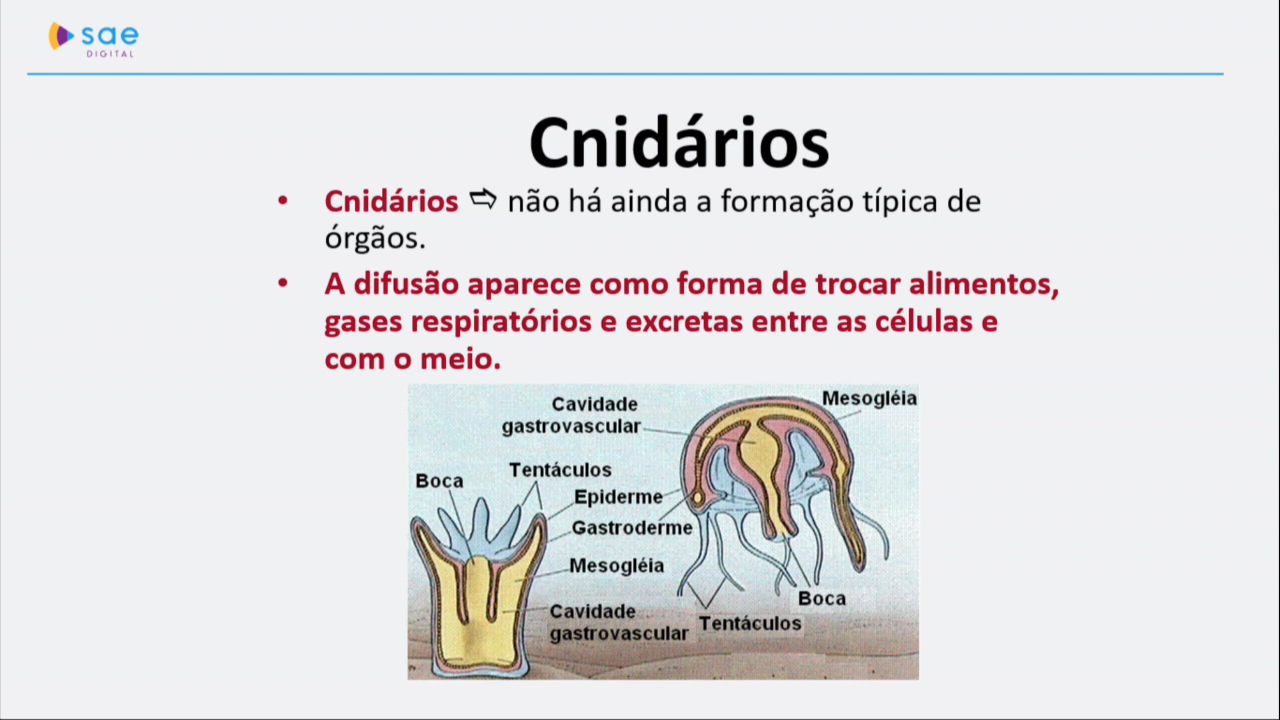 sae
DIGITAL
Cnidários
• Cnidários ⇨ não há ainda a formação típica de
órgãos.
• A difusão aparece como forma de trocar alimentos,
gases respiratórios e excretas entre as células e
com o meio.
Cavidade
gastrovascular
Mesogléia
Boca
Tentáculos
Epiderme
Gastroderme
Mesogléia
Cavidade
gastrovascular
Boca
Tentáculos